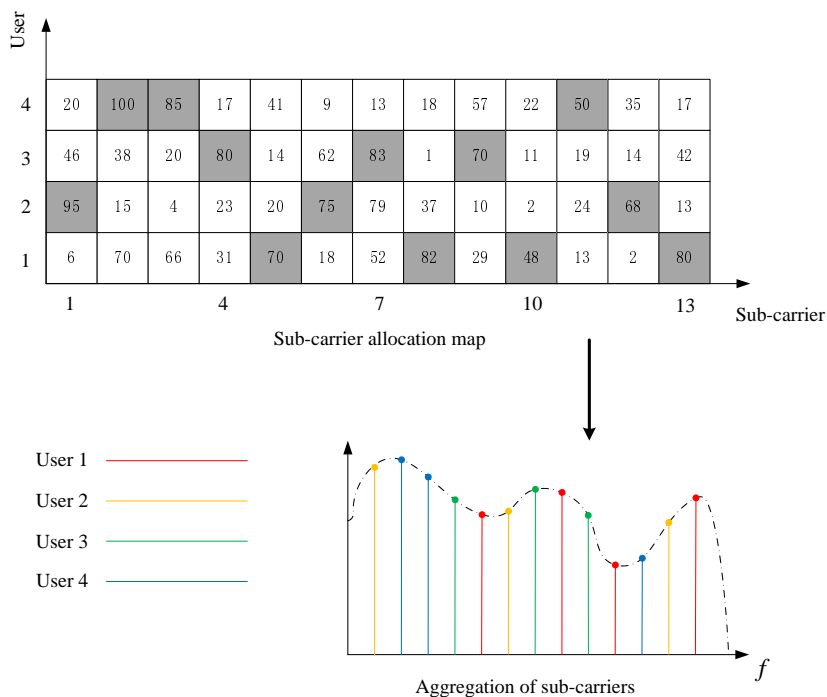 User
4 20 100 85 17 41 9 13 18 57 22 50 35 17
3 46 38 20 80 14 62 83 1 70 11 19 14 42
2 95 15 4 23 20 75 79 37 10 2 24 68 13
1 6 70 66 31 70 18 52 82 29 48 13 2 80
1 4 7 10 13
Sub-carrier
Sub-carrier allocation map
User 1
User 2
User 3
User 4
f
Aggregation of sub-carriers